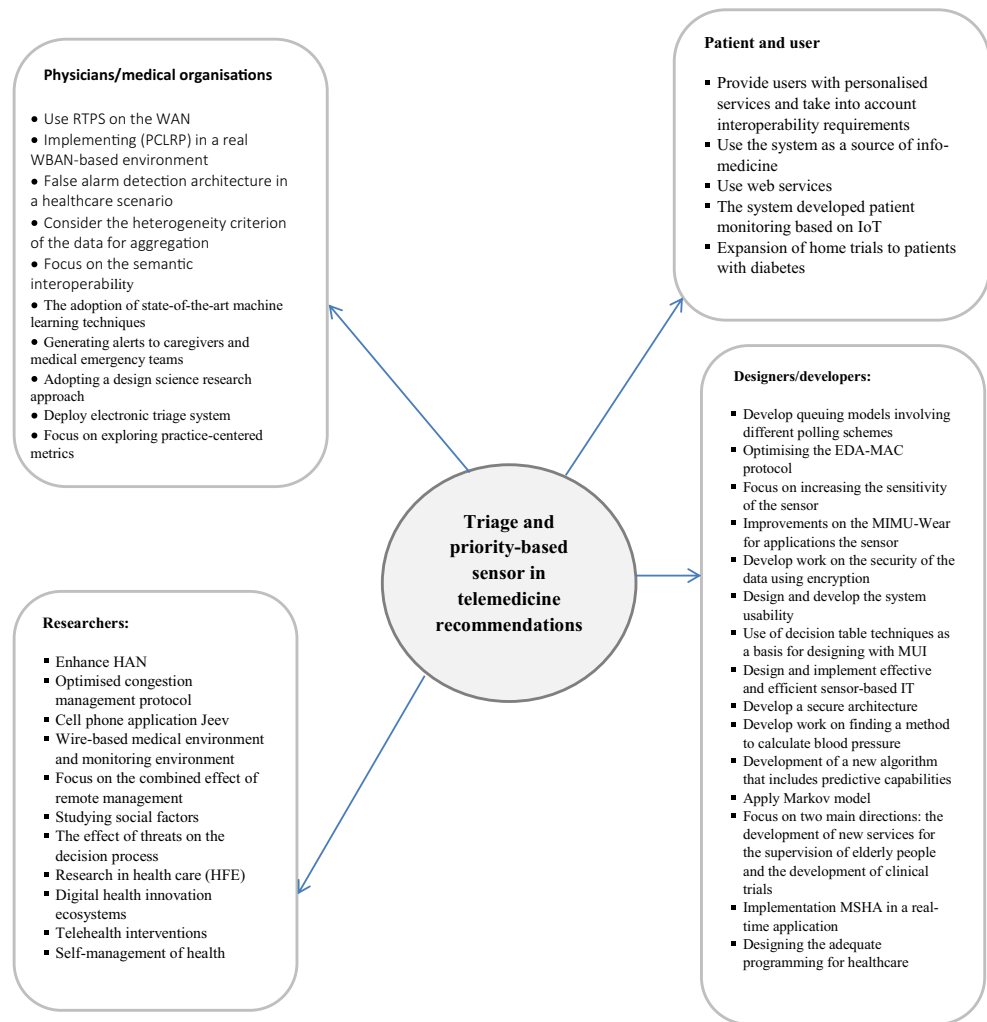 Physicians/medical organisations
● Use RTPS on the WAN
● Implementing (PCLRP) in a real
WBAN-based environment
● False alarm detection architecture in
a healthcare scenario
● Consider the heterogeneity criterion
of the data for aggregation
● Focus on the semantic
interoperability
● The adoption of state-of-the-art machine
learning techniques
● Generating alerts to caregivers and
medical emergency teams
● Adopting a design science research
approach
● Deploy electronic triage system
● Focus on exploring practice-centered
metrics
Patient and user
▪ Provide users with personalised
services and take into account
interoperability requirements
▪ Use the system as a source of info-
medicine
▪ Use web services
▪ The system developed patient
monitoring based on IoT
▪ Expansion of home trials to patients
with diabetes
Triage and
priority-based
sensor in
telemedicine
recommendations
Designers/developers:
▪ Develop queuing models involving
different polling schemes
▪ Optimising the EDA-MAC
protocol
▪ Focus on increasing the sensitivity
of the sensor
▪ Improvements on the MIMU-Wear
for applications the sensor
▪ Develop work on the security of the
data using encryption
▪ Design and develop the system
usability
▪ Use of decision table techniques as
a basis for designing with MUI
▪ Design and implement effective
and efficient sensor-based IT
▪ Develop a secure architecture
▪ Develop work on finding a method
to calculate blood pressure
▪ Development of a new algorithm
that includes predictive capabilities
▪ Apply Markov model
▪ Focus on two main directions: the
development of new services for
the supervision of elderly people
and the development of clinical
trials
▪ Implementation MSHA in a real-
time application
▪ Designing the adequate
programming for healthcare
Researchers:
▪ Enhance HAN
▪ Optimised congestion
management protocol
▪ Cell phone application Jeev
▪ Wire-based medical environment
and monitoring environment
▪ Focus on the combined effect of
remote management
▪ Studying social factors
▪ The effect of threats on the
decision process
▪ Research in health care (HFE)
▪ Digital health innovation
ecosystems
▪ Telehealth interventions
▪ Self-management of health